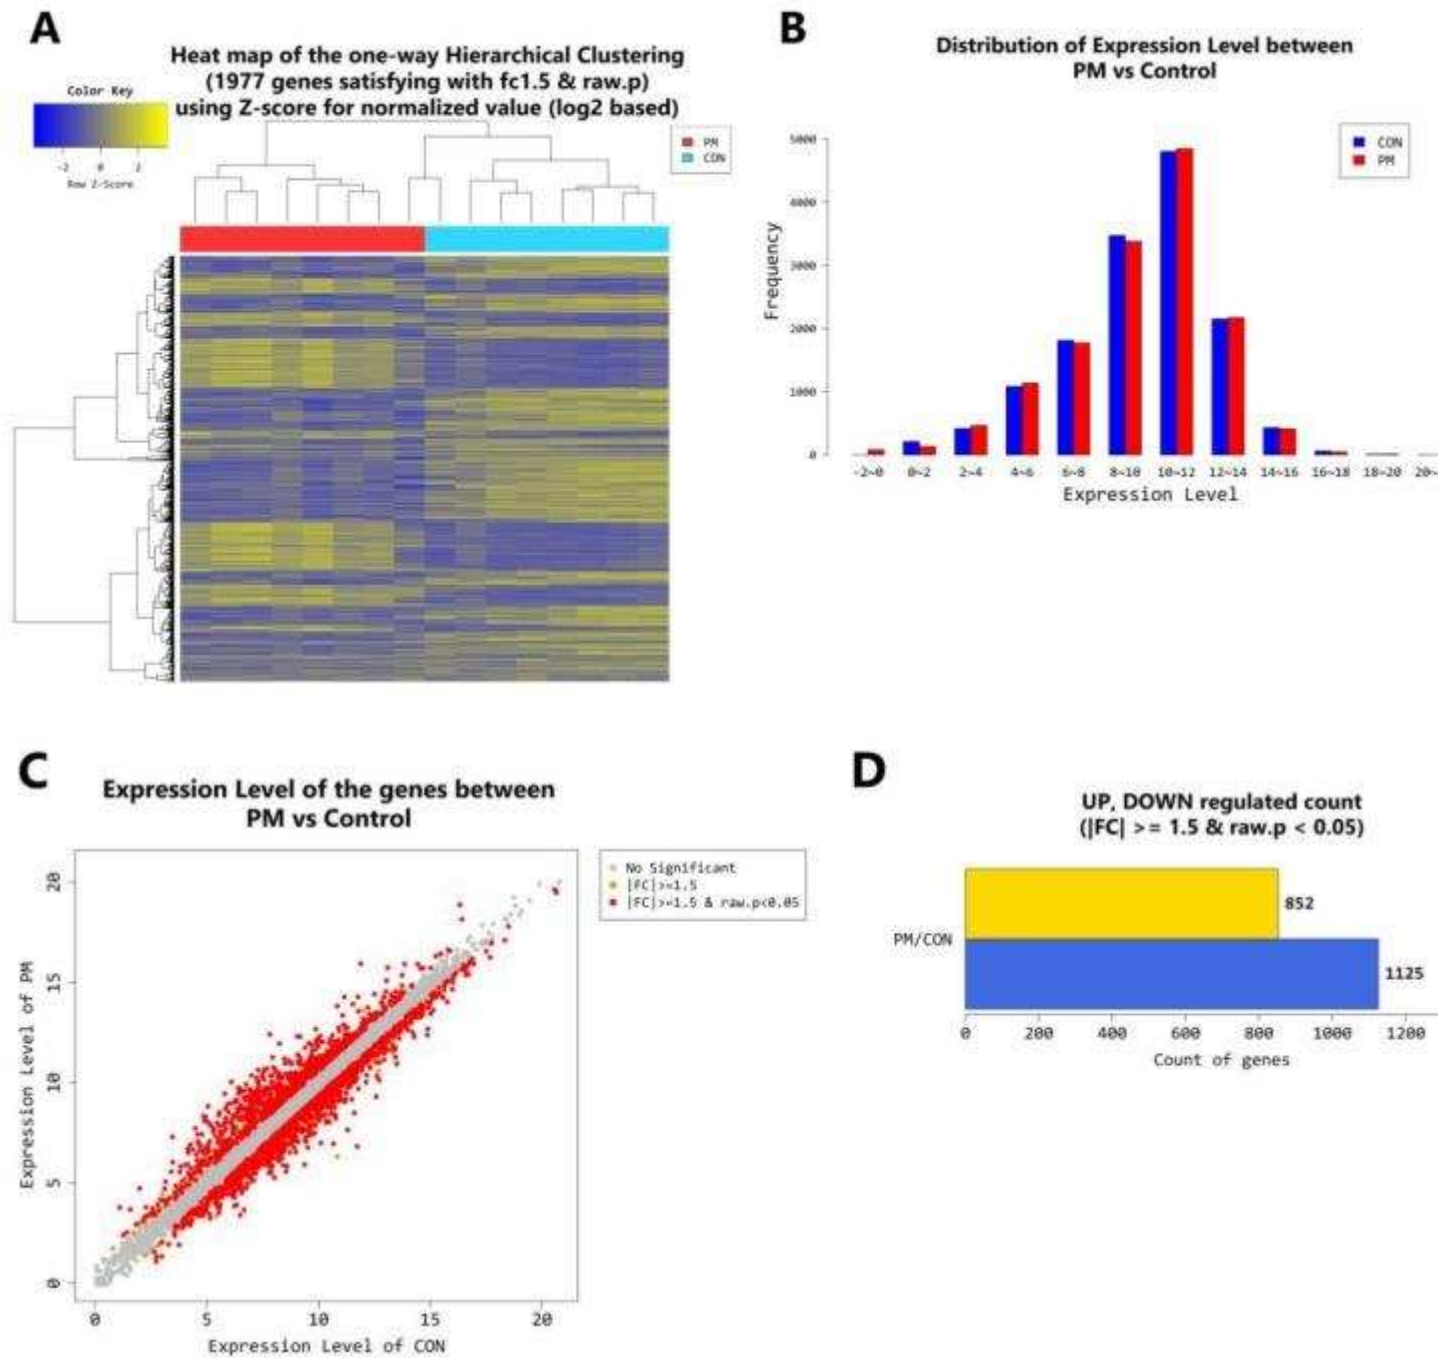 A
Heat map of the one-way Hierarchical Clustering
(1977 genes satisfying with fc1.5 & raw.p)
using Z-score for normalized value (log2 based)
Color Key
-2 0 2
Row Z-Score
PM
CON
B
Distribution of Expression Level between
PM vs Control
CON
PM
Frequency
5000
4000
3000
2000
1000
0
-2~0 0~2 2~4 4~6 6~8 8~10 10~12 12~14 14~16 16~18 18~20 20~
Expression Level
C
Expression Level of the genes between
PM vs Control
No Significant
|FC|>=1.5
|FC|>=1.5 & raw.p<0.05
Expression Level of PM
20
15
10
5
0
0 5 10 15 20
Expression Level of CON
D
UP, DOWN regulated count
(|FC| >= 1.5 & raw.p < 0.05)
852
PM/CON
1125
0 200 400 600 800 1000 1200
Count of genes